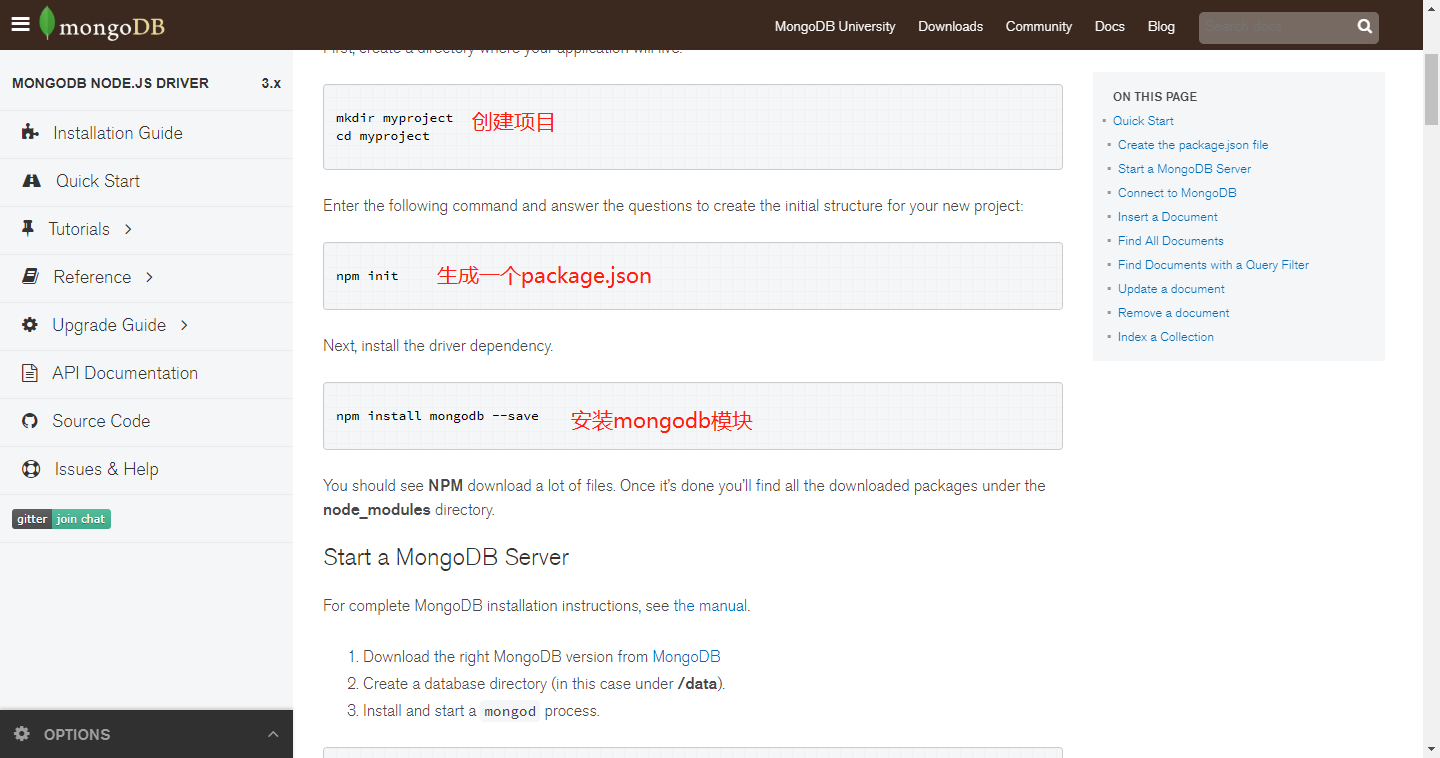 mongoDB
MongoDB University Downloads Community Docs Blog Search docs
MONGODB NODE.JS DRIVER 3.x
Installation Guide
Quick Start
Tutorials
Reference
Upgrade Guide
API Documentation
Source Code
Issues & Help
gitter join chat
OPTIONS
First, create a directory where your application will live.
mkdir myproject
cd myproject
创建项目
Enter the following command and answer the questions to create the initial structure for your new project:
npm init 生成一个package.json
Next, install the driver dependency.
npm install mongodb --save 安装mongodb模块
You should see NPM download a lot of files. Once it's done you'll find all the downloaded packages under the
node_modules directory.
Start a MongoDB Server
For complete MongoDB installation instructions, see the manual.
1. Download the right MongoDB version from MongoDB
2. Create a database directory (in this case under /data).
3. Install and start a mongod process.
ON THIS PAGE
Quick Start
Create the package.json file
Start a MongoDB Server
Connect to MongoDB
Insert a Document
Find All Documents
Find Documents with a Query Filter
Update a document
Remove a document
Index a Collection